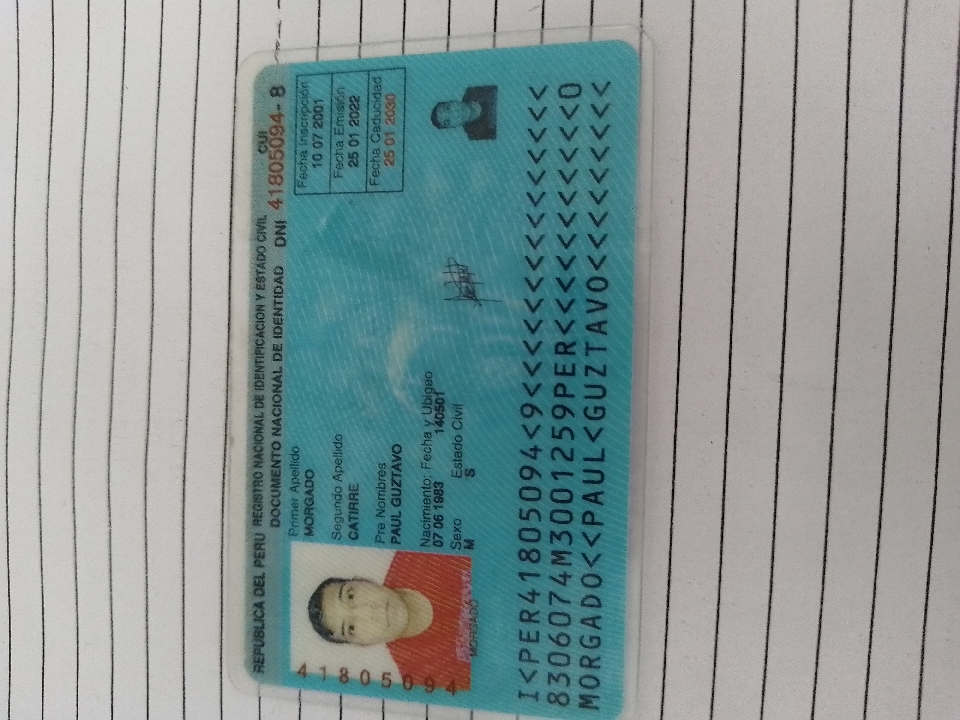 REPUBLICA DEL PERU REGISTRO NACIONAL DE IDENTIFICACION Y ESTADO CIVIL
DOCUMENTO NACIONAL DE IDENTIDAD DNI 41805094 - 8
CUI
Primer Apellido
MORGADO
Segundo Apellido
CATIRRE
Pre Nombres
PAUL GUZTAVO
Nacimiento: Fecha y Ubigeo
07 06 1983 140501
Sexo Estado Civil
M S
Fecha Inscripción
10 07 2001
Fecha Emisión
25 01 2022
Fecha Caducidad
25 01 2030
41805094
MORGADO
I<PER41805094<9<<<<<<<<<<<<<<<
8306074M3001259PER<<<<<<<<<<<0
MORGADO<<PAUL<GUZTAVO<<<<<<<<<